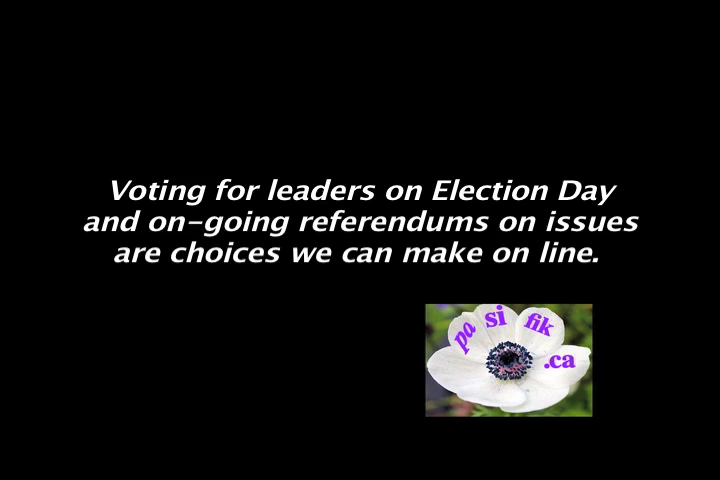 Voting for leaders on Election Day
and on-going referendums on issues
are choices we can make on line.
pa si fik
.ca